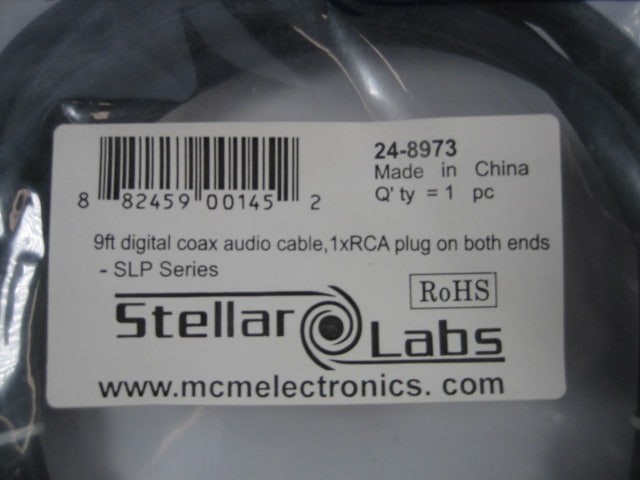 24-8973
Made in China
Q' ty = 1 pc
8 82459 00145 2
9ft digital coax audio cable,1xRCA plug on both ends
- SLP Series
RoHS
Stellar Labs
www.mcmelectronics. com